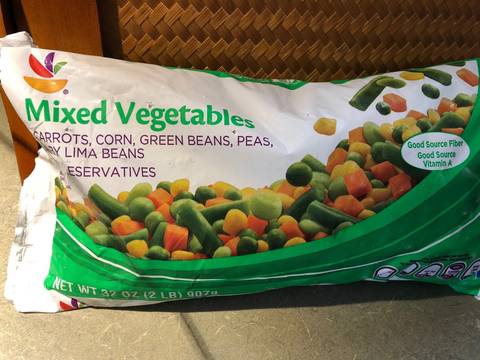 Mixed Vegetables
CARROTS, CORN, GREEN BEANS, PEAS,
BY LIMA BEANS
ESERVATIVES
Good Source Fiber
Good Source
Vitamin A
NET WT 32 OZ (2 LB) 907g